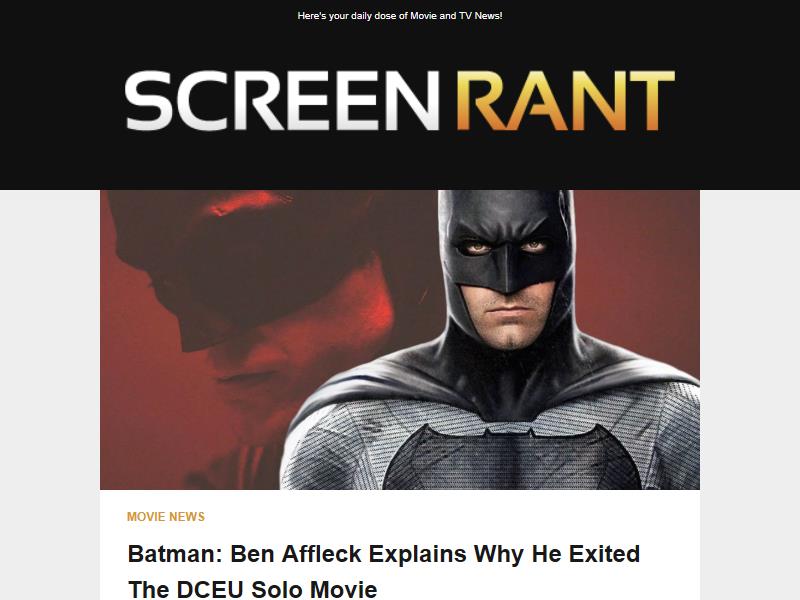 Here's your daily dose of Movie and TV News!
SCREEN RANT
MOVIE NEWS
Batman: Ben Affleck Explains Why He Exited
The DCEU Solo Movie